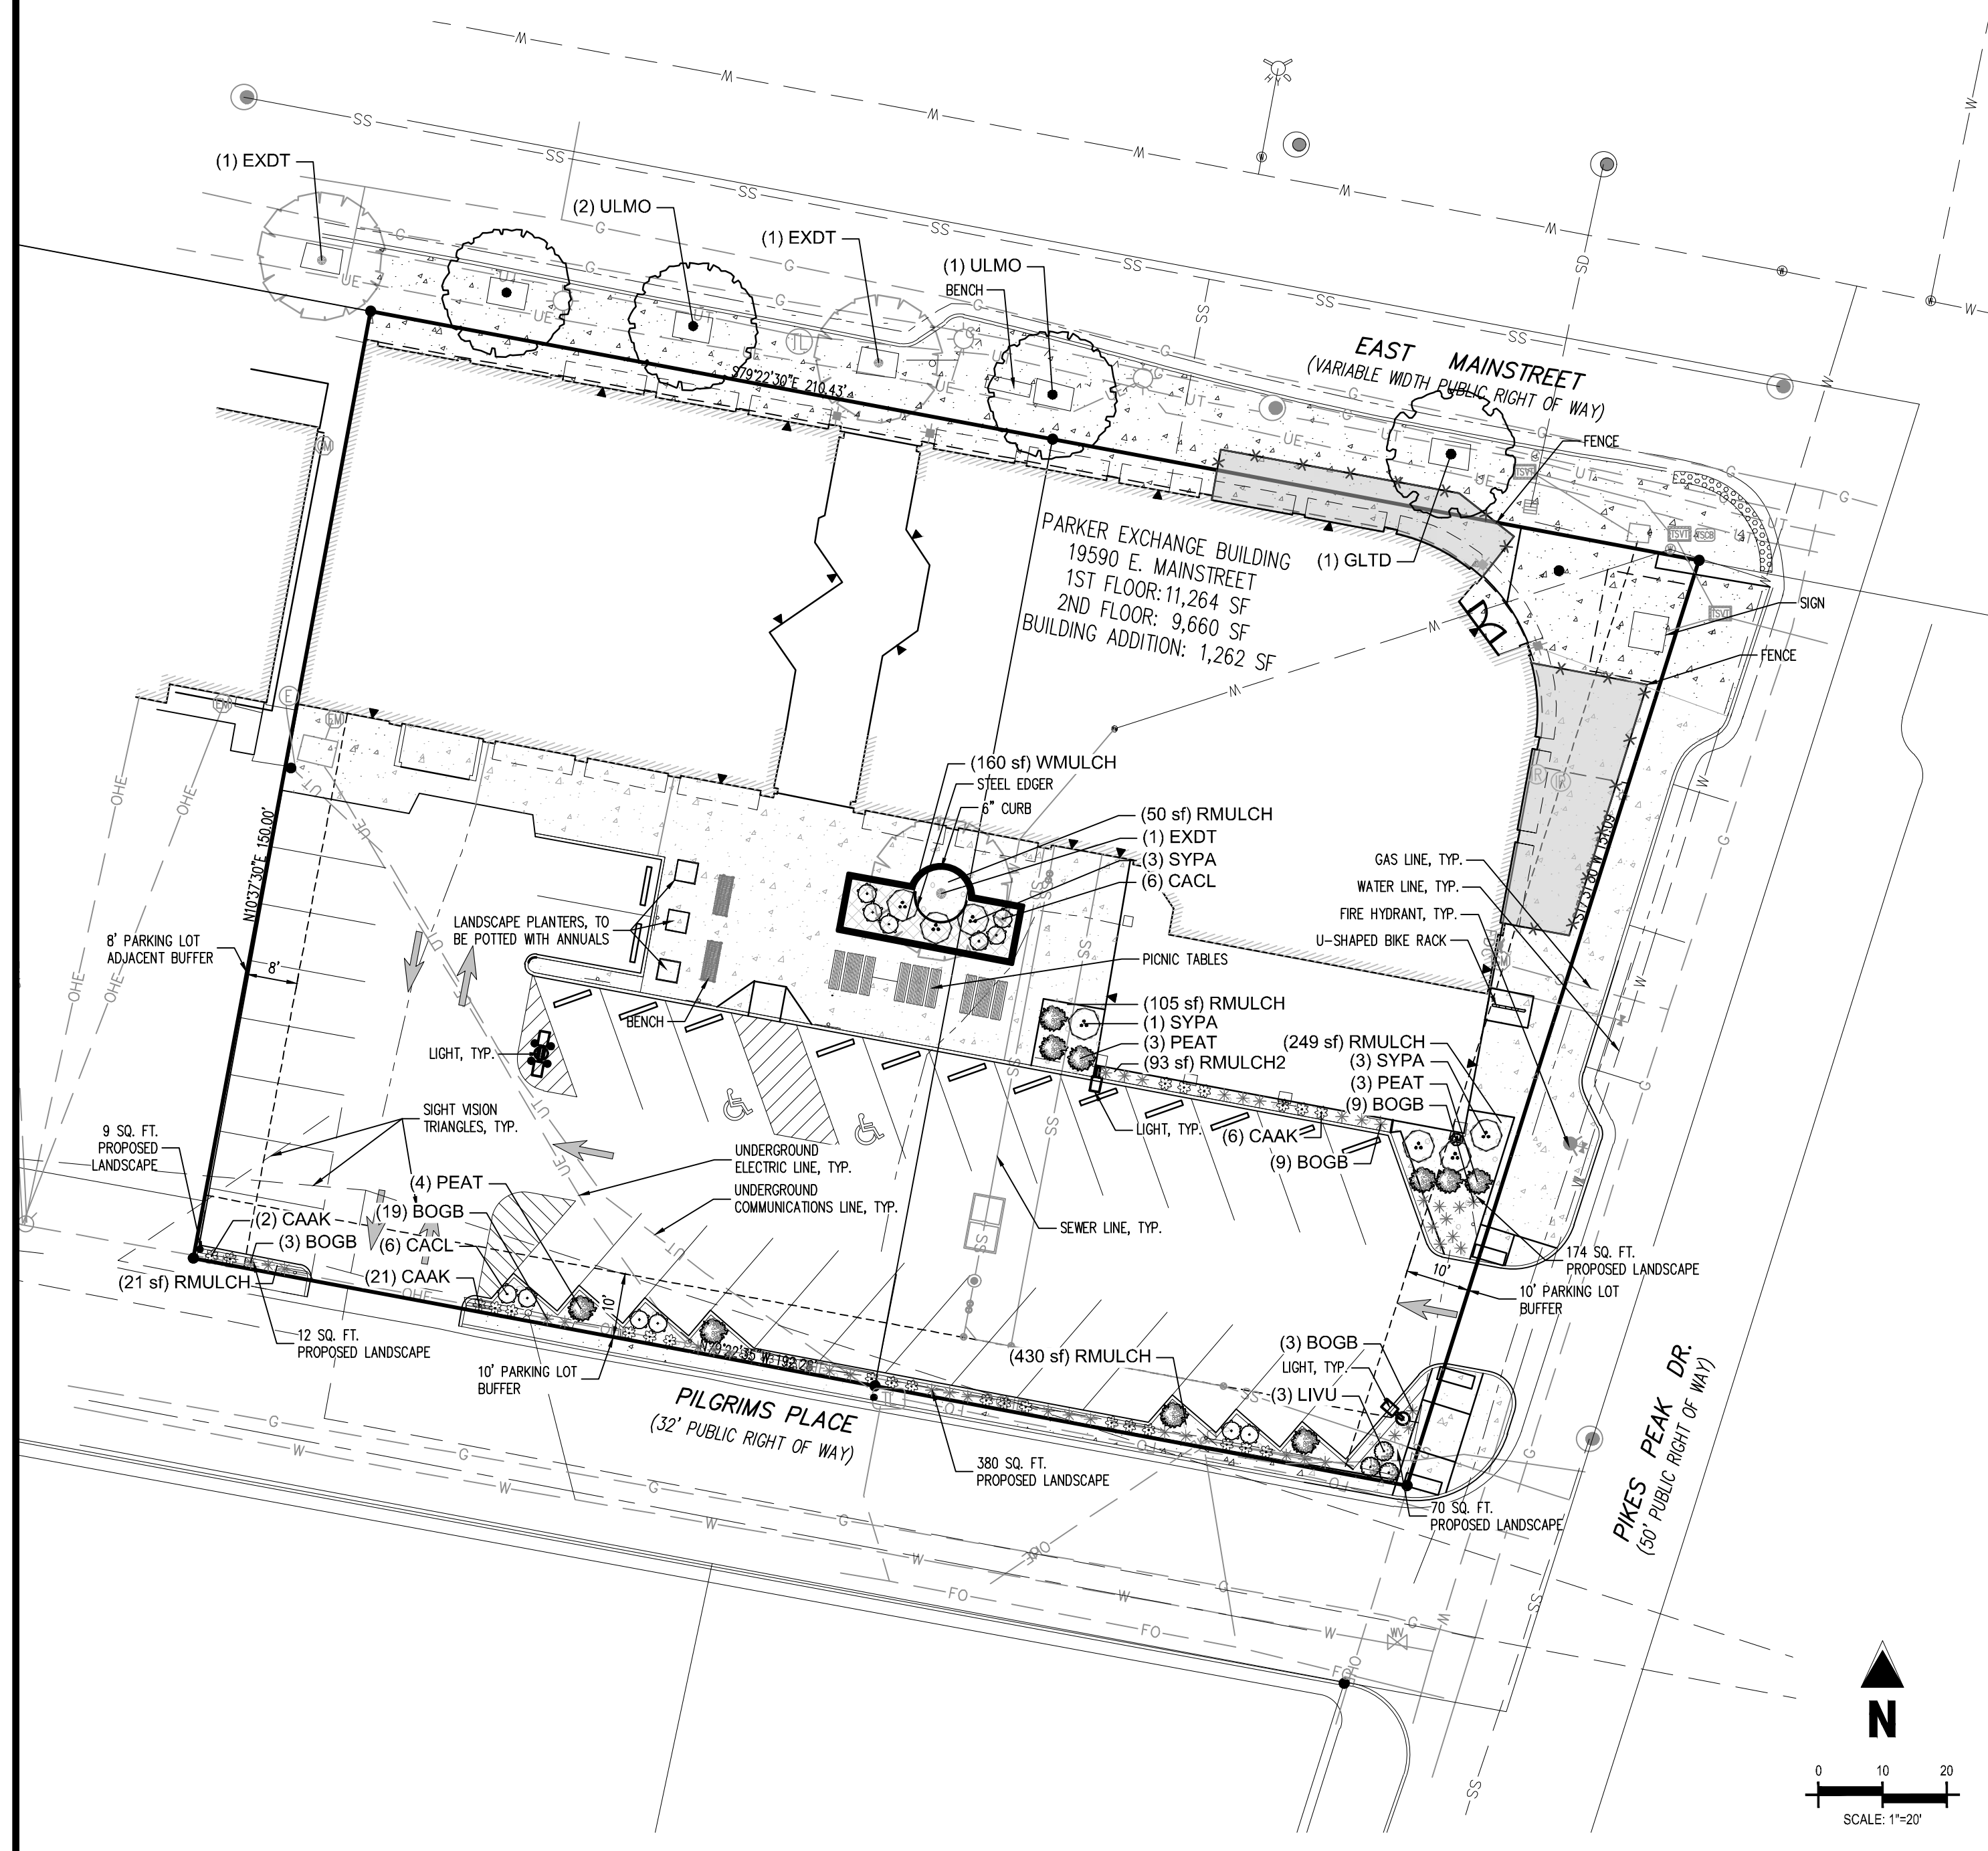 (1) EXDT
(2) ULMO
(1) EXDT
(1) ULMO
BENCH
S79°22'30"E 210.43'
EAST MAINSTREET
(VARIABLE WIDTH PUBLIC RIGHT OF WAY)
FENCE
PARKER EXCHANGE BUILDING
19590 E. MAINSTREET
1ST FLOOR: 11,264 SF
2ND FLOOR: 9,660 SF
BUILDING ADDITION: 1,262 SF
(1) GLTD
SIGN
FENCE
(160 sf) WMULCH
STEEL EDGER
6" CURB
(50 sf) RMULCH
(1) EXDT
(3) SYPA
(6) CACL
GAS LINE, TYP.
WATER LINE, TYP.
FIRE HYDRANT, TYP.
U-SHAPED BIKE RACK
N10°37'30"E 150.00'
LANDSCAPE PLANTERS, TO
BE POTTED WITH ANNUALS
8' PARKING LOT
ADJACENT BUFFER
8'
PICNIC TABLES
BENCH
LIGHT, TYP.
(105 sf) RMULCH
(1) SYPA
(3) PEAT
(93 sf) RMULCH2
(249 sf) RMULCH
(3) SYPA
(3) PEAT
(9) BOGB
LIGHT, TYP.
(6) CAAK
(9) BOGB
9 SQ. FT.
PROPOSED
LANDSCAPE
SIGHT VISION
TRIANGLES, TYP.
UNDERGROUND
ELECTRIC LINE, TYP.
UNDERGROUND
COMMUNICATIONS LINE, TYP.
SEWER LINE, TYP.
(4) PEAT
(19) BOGB
(6) CACL
(21) CAAK
(2) CAAK
(3) BOGB
(21 sf) RMULCH
12 SQ. FT.
PROPOSED LANDSCAPE
10'
10' PARKING LOT
BUFFER
174 SQ. FT.
PROPOSED LANDSCAPE
10'
10' PARKING LOT
BUFFER
(3) BOGB
LIGHT, TYP.
(3) LIVU
(430 sf) RMULCH
PILGRIMS PLACE
(32' PUBLIC RIGHT OF WAY)
380 SQ. FT.
PROPOSED LANDSCAPE
70 SQ. FT.
PROPOSED LANDSCAPE
PIKES PEAK DR.
(50' PUBLIC RIGHT OF WAY)
N
0 10 20
SCALE: 1"=20'